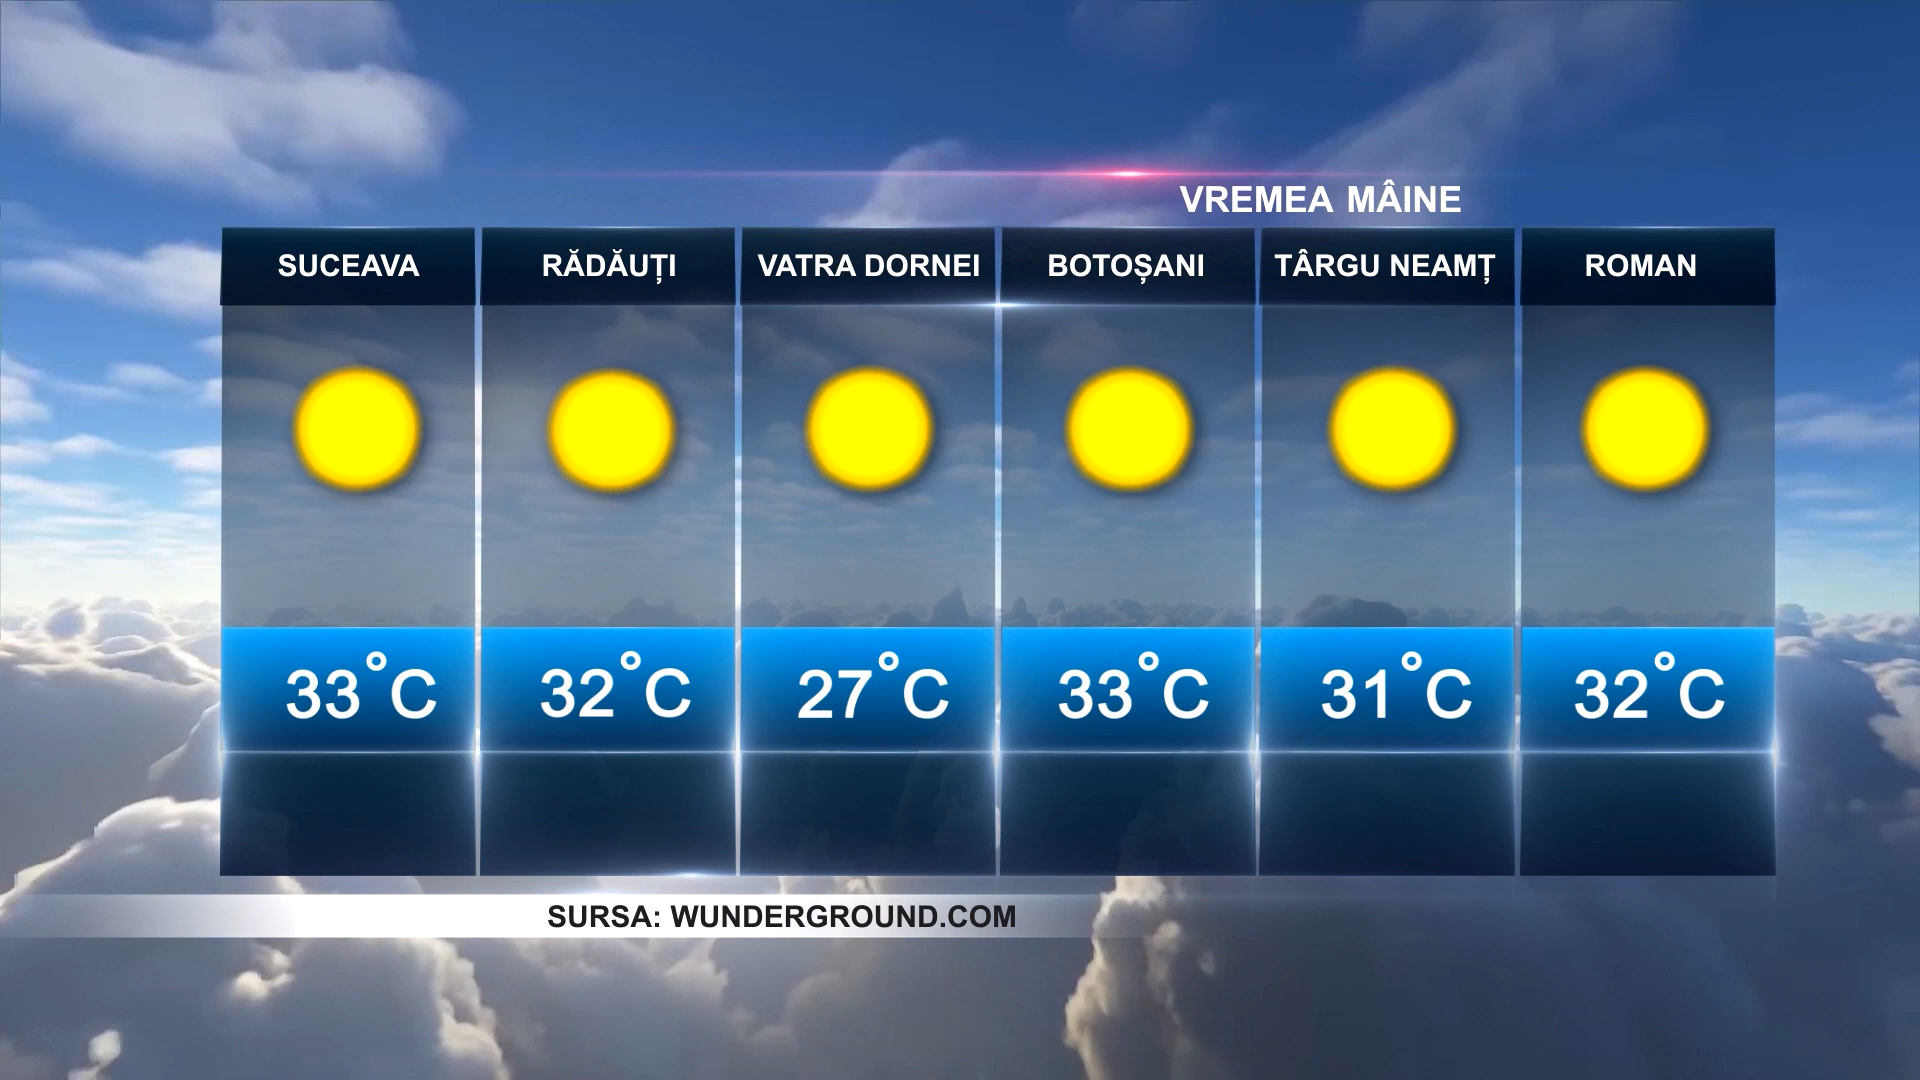 VREMEA MÂINE
SUCEAVA RĂDĂUȚI VATRA DORNEI BOTOȘANI TÂRGU NEAMȚ ROMAN
33°C 32°C 27°C 33°C 31°C 32°C
SURSA: WUNDERGROUND.COM